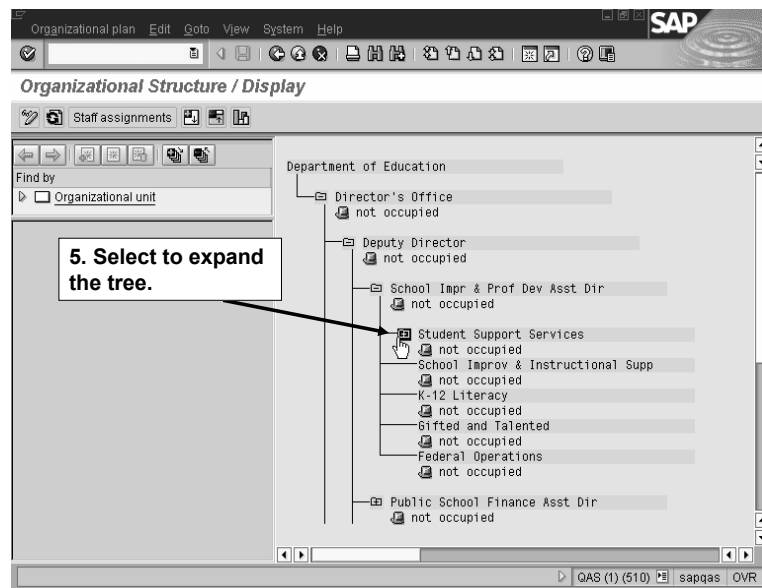 Organizational plan Edit Goto View System Help
SAP
Organizational Structure / Display
Staff assignments
Find by
Organizational unit
5. Select to expand
the tree.
Department of Education
Director's Office
not occupied
Deputy Director
not occupied
School Impr & Prof Dev Asst Dir
not occupied
Student Support Services
not occupied
School Improv & Instructional Supp
not occupied
K-12 Literacy
not occupied
Gifted and Talented
not occupied
Federal Operations
not occupied
Public School Finance Asst Dir
not occupied
QAS (1) (510) sapqas OVR